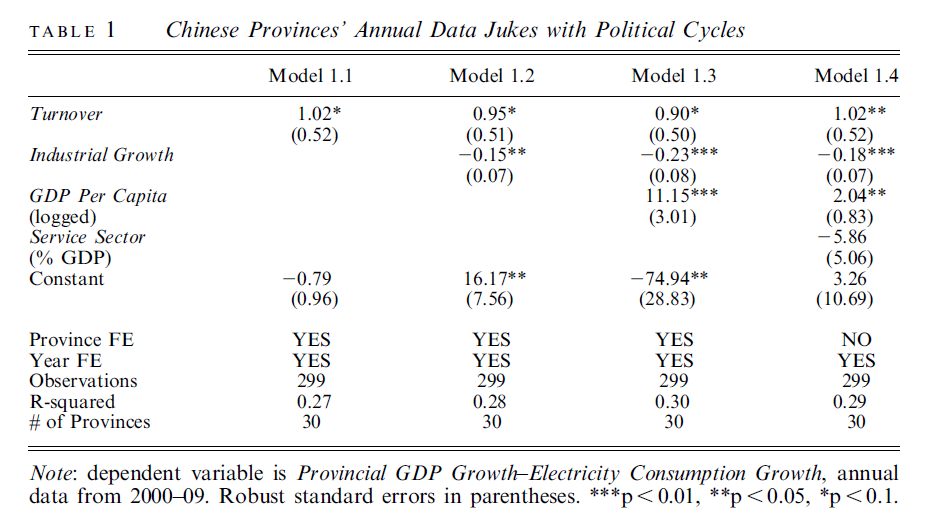 TABLE 1 Chinese Provinces' Annual Data Jukes with Political Cycles
Model 1.1 Model 1.2 Model 1.3 Model 1.4
Turnover 1.02* 0.95* 0.90* 1.02**
(0.52) (0.51) (0.50) (0.52)
Industrial Growth −0.15** −0.23*** −0.18***
(0.07) (0.08) (0.07)
GDP Per Capita 11.15*** 2.04**
(logged) (3.01) (0.83)
Service Sector −5.86
(% GDP) (5.06)
Constant −0.79 16.17** −74.94** 3.26
(0.96) (7.56) (28.83) (10.69)
Province FE YES YES YES NO
Year FE YES YES YES YES
Observations 299 299 299 299
R-squared 0.27 0.28 0.30 0.29
# of Provinces 30 30 30 30
Note: dependent variable is Provincial GDP Growth–Electricity Consumption Growth, annual
data from 2000–09. Robust standard errors in parentheses. ***p<0.01, **p<0.05, *p<0.1.